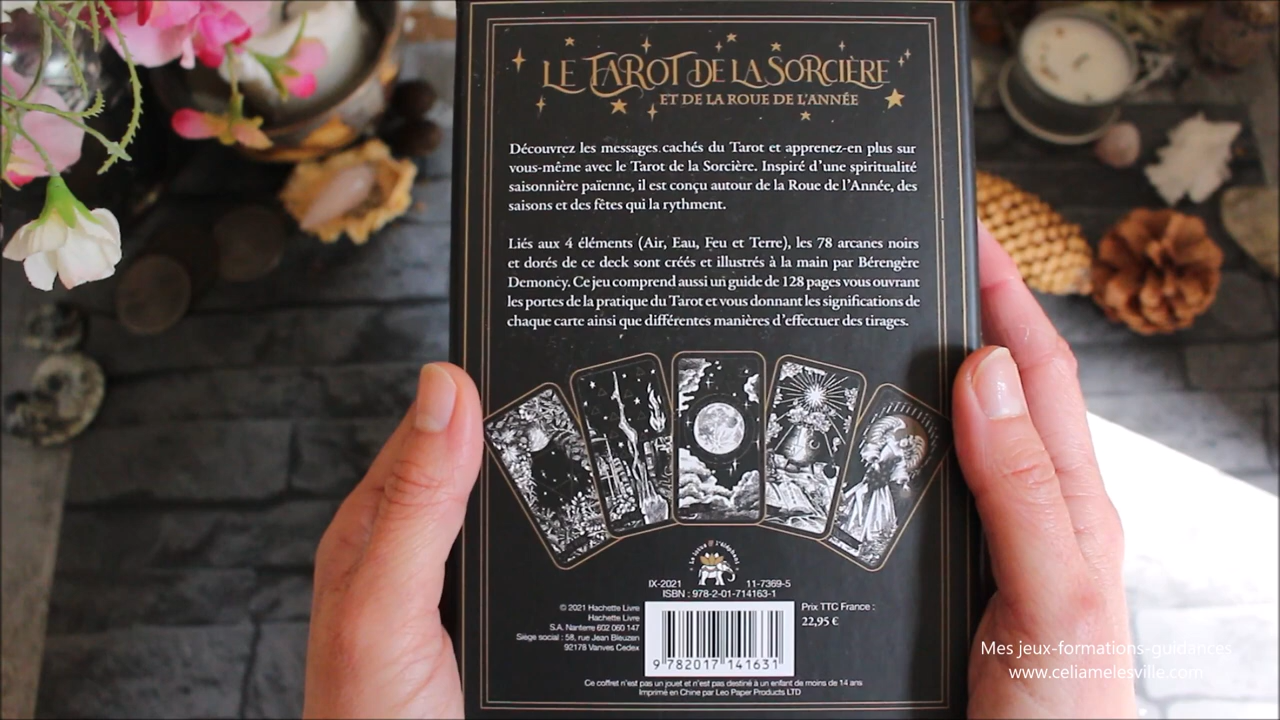 LE TAROT DE LA SORCIÈRE
ET DE LA ROUE DE L'ANNÉE
Découvrez les messages cachés du Tarot et apprenez-en plus sur
vous-même avec le Tarot de la Sorcière. Inspiré d'une spiritualité
saisonnière païenne, il est conçu autour de la Roue de l'Année, des
saisons et des fêtes qui la rythment.
Liés aux 4 éléments (Air, Eau, Feu et Terre), les 78 arcanes noirs
et dorés de ce deck sont créés et illustrés à la main par Bérengère
Demoncy. Ce jeu comprend aussi un guide de 128 pages vous ouvrant
les portes de la pratique du Tarot et vous donnant les significations de
chaque carte ainsi que différentes manières d'effectuer des tirages.
Le lotus et l'éléphant
IX-2021 11-7369-5
ISBN : 978-2-01-714163-1
© 2021 Hachette Livre
Hachette Livre
S.A. Nanterre 602 060 147
Siège social : 58, rue Jean Bleuzen
92178 Vanves Cedex
Prix TTC France :
22,95 €
9 782017 141631
Ce coffret n'est pas un jouet et n'est pas destiné à un enfant de moins de 14 ans
Imprimé en Chine par Leo Paper Products LTD
Mes jeux-formations-guidances
www.celiamelesville.com